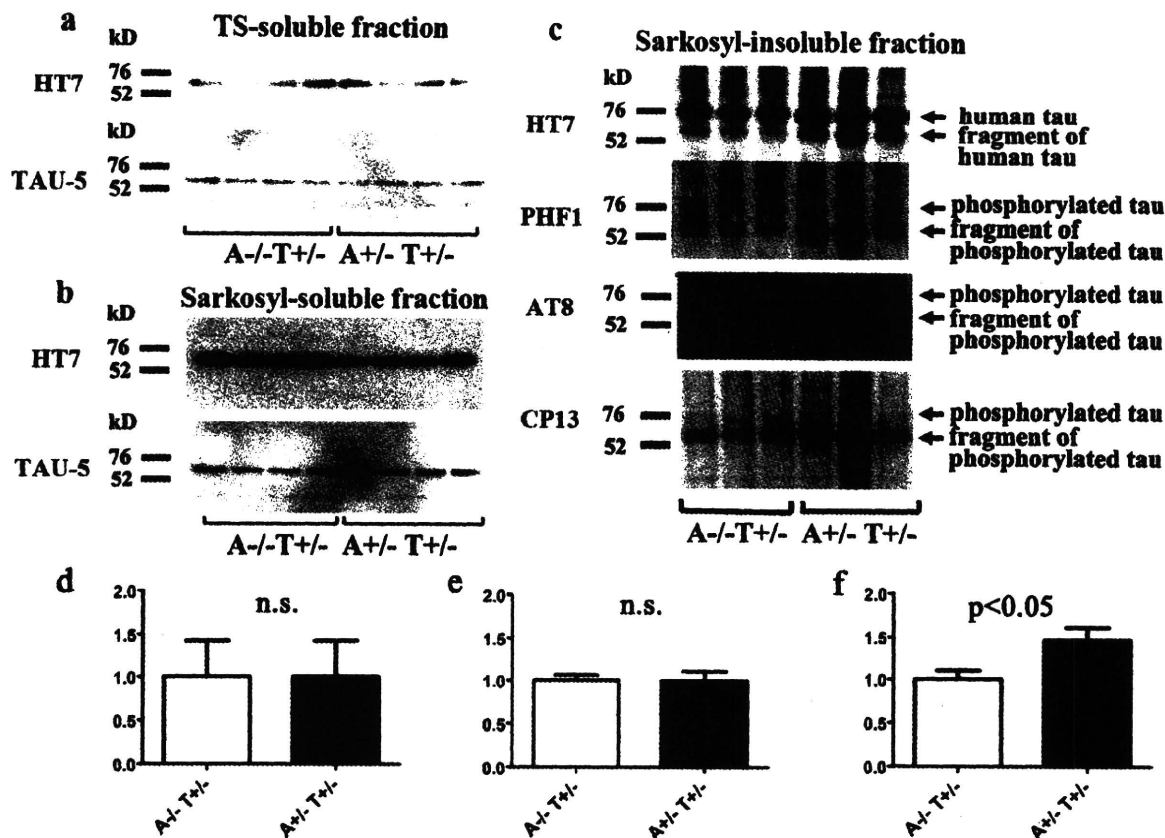 a
TS-soluble fraction
kD
HT7
76
52
kD
TAU-5
76
52
A-/-T+/- A+/- T+/-
b
Sarkosyl-soluble fraction
kD
HT7
76
52
kD
TAU-5
76
52
A-/-T+/- A+/- T+/-
c
Sarkosyl-insoluble fraction
kD
HT7
76
52
human tau
fragment of
human tau
PHF1
76
52
phosphorylated tau
fragment of
phosphorylated tau
AT8
76
52
phosphorylated tau
fragment of
phosphorylated tau
CP13
76
52
phosphorylated tau
fragment of
phosphorylated tau
A-/-T+/- A+/- T+/-
d
n.s.
2.0
1.5
1.0
0.5
0.0
A-/- T+/-
A+/- T+/-
e
n.s.
2.0
1.5
1.0
0.5
0.0
A-/- T+/-
A+/- T+/-
f
p<0.05
2.0
1.5
1.0
0.5
0.0
A-/- T+/-
A+/- T+/-